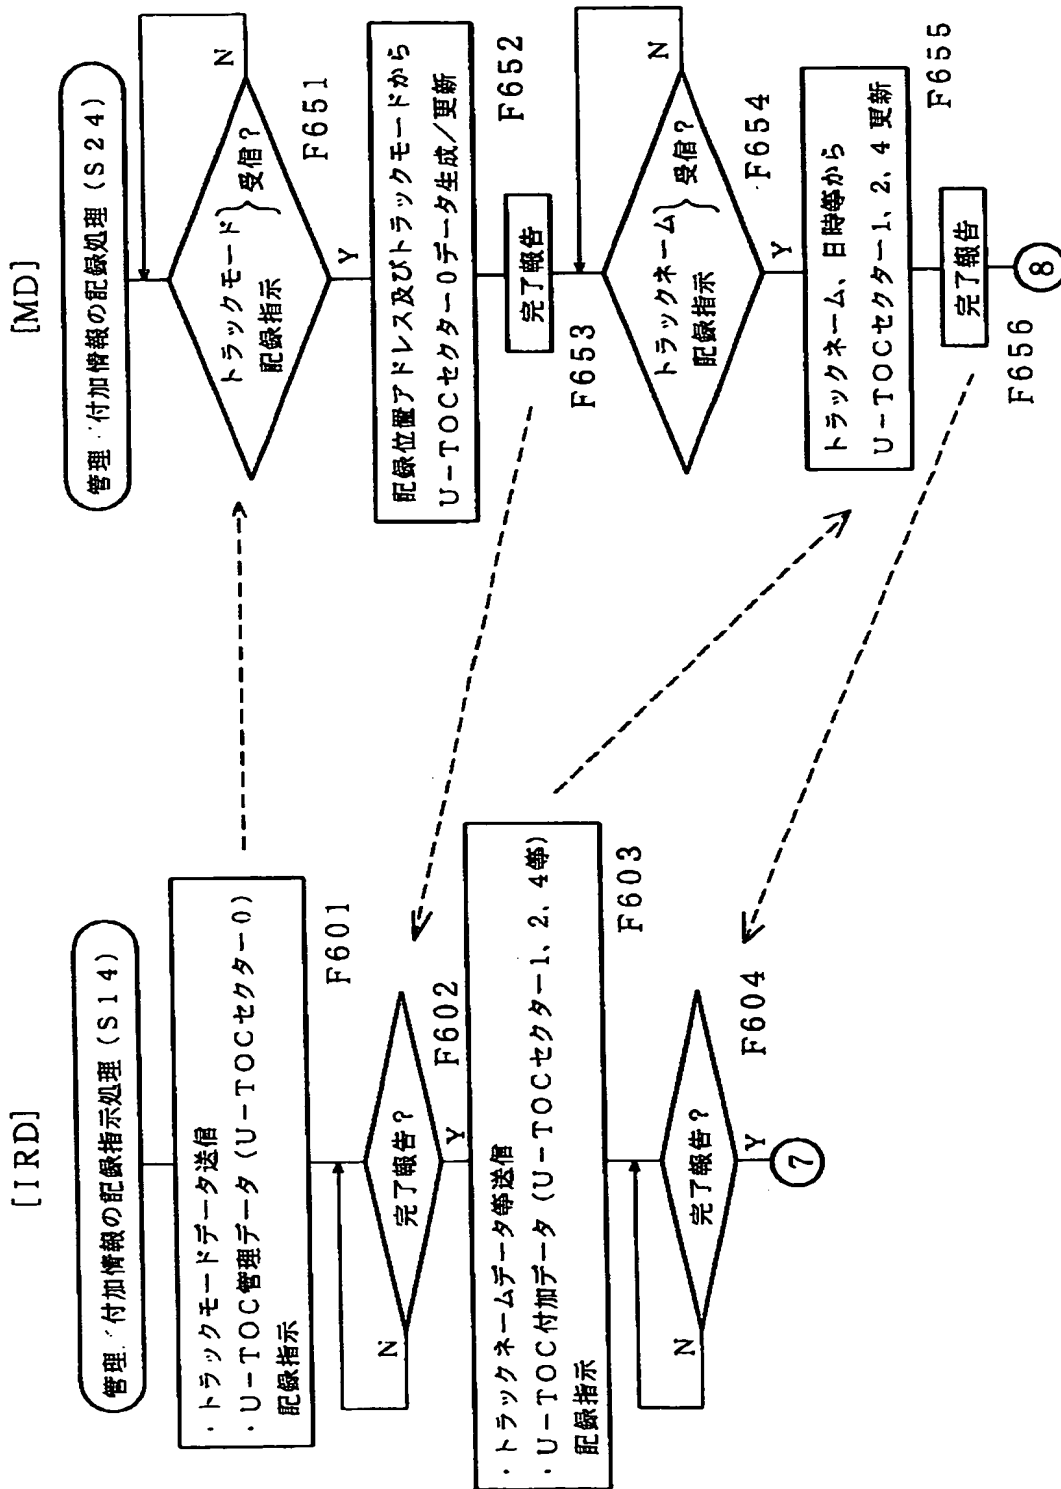 [IRD]
管理・付加情報の記録指示処理(S14)
・トラックモードデータ送信
・U-TOC管理データ(U-TOCセクター0)
記録指示
F601
完了報告?
N
Y
F602
・トラックネームデータ等送信
・U-TOC付加データ(U-TOCセクター1、2、4等)
記録指示
F603
完了報告?
N
Y
F604
7
[MD]
管理・付加情報の記録処理(S24)
トラックモード
記録指示
受信?
N
Y
F651
記録位置アドレス及びトラックモードから
U-TOCセクター0データ生成/更新
F652
完了報告
F653
トラックネーム
記録指示
受信?
N
Y
F654
トラックネーム、日時等から
U-TOCセクター1、2、4更新
F655
完了報告
F656
8